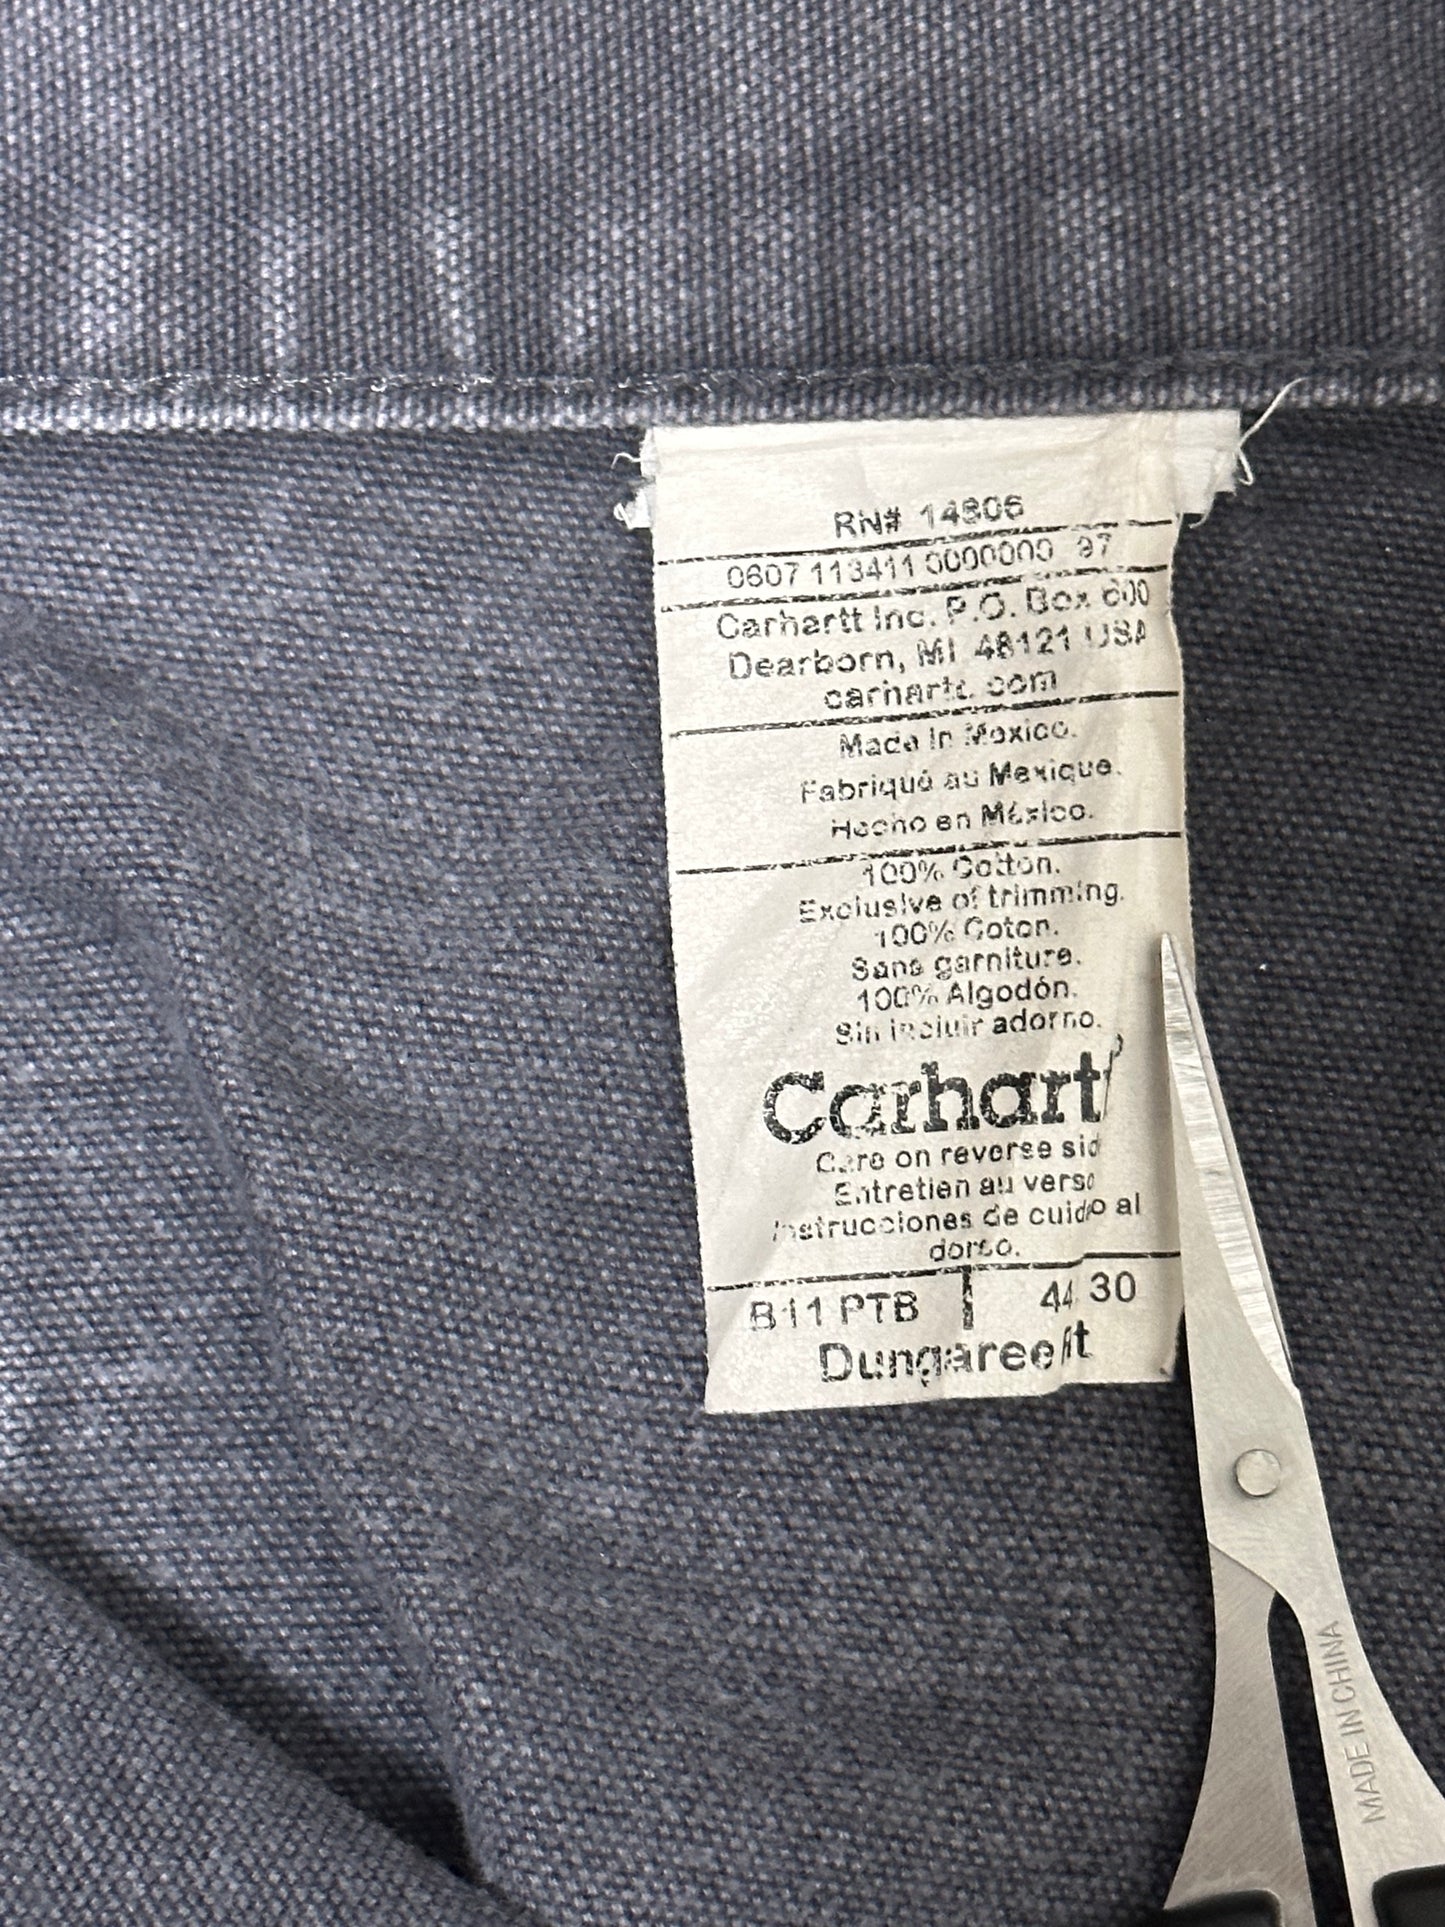 RN# 14806
0607 113411 0000000 97
Carhartt Inc. P.O. Box 600
Dearborn, MI 48121 USA
carhartt.com
Made in Mexico.
Fabriqué au Mexique.
Hecho en México.
100% Cotton.
Exclusive of trimming.
100% Coton.
Sans garniture.
100% Algodón.
Sin incluir adorno.
Carhart
Care on reverse sid
Entretien au verso
Instrucciones de cuido al
dorso.
B11 PTB 44 30
Dungaree fit
MADE IN CHINA